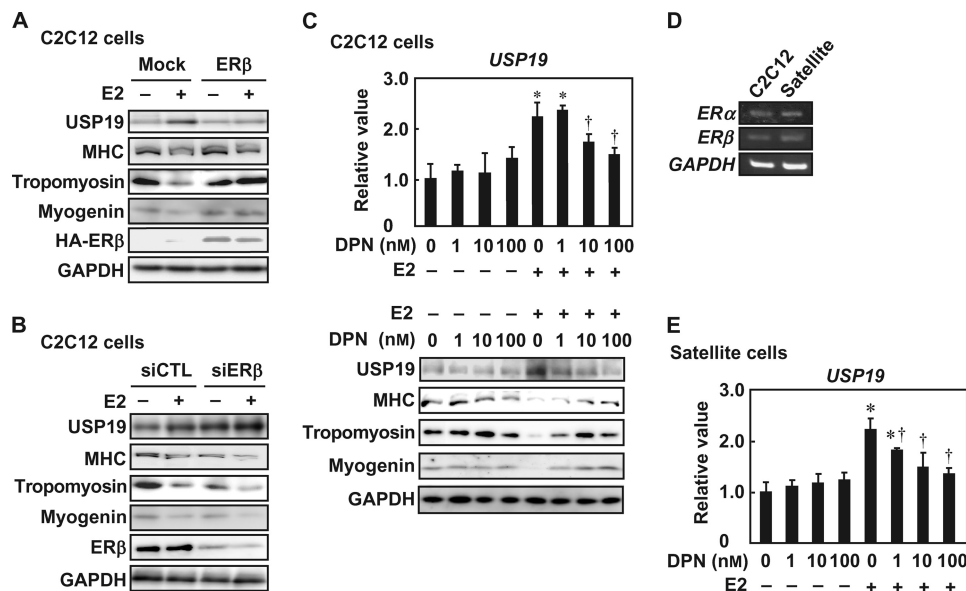 A
C2C12 cells
Mock ERβ
E2 – + – +
USP19
MHC
Tropomyosin
Myogenin
HA-ERβ
GAPDH
B
C2C12 cells
siCTL siERβ
E2 – + – +
USP19
MHC
Tropomyosin
Myogenin
ERβ
GAPDH
C
C2C12 cells
USP19
Relative value
3.0
2.0
1.0
0
* * † †
DPN (nM) 0 1 10 100 0 1 10 100
E2 – – – – + + + +
E2 – – – – + + + +
DPN (nM) 0 1 10 100 0 1 10 100
USP19
MHC
Tropomyosin
Myogenin
GAPDH
D
C2C12 Satellite
ERα
ERβ
GAPDH
E
Satellite cells
USP19
Relative value
3.0
2.0
1.0
0
* *† † †
DPN (nM) 0 1 10 100 0 1 10 100
E2 – – – – + + + +